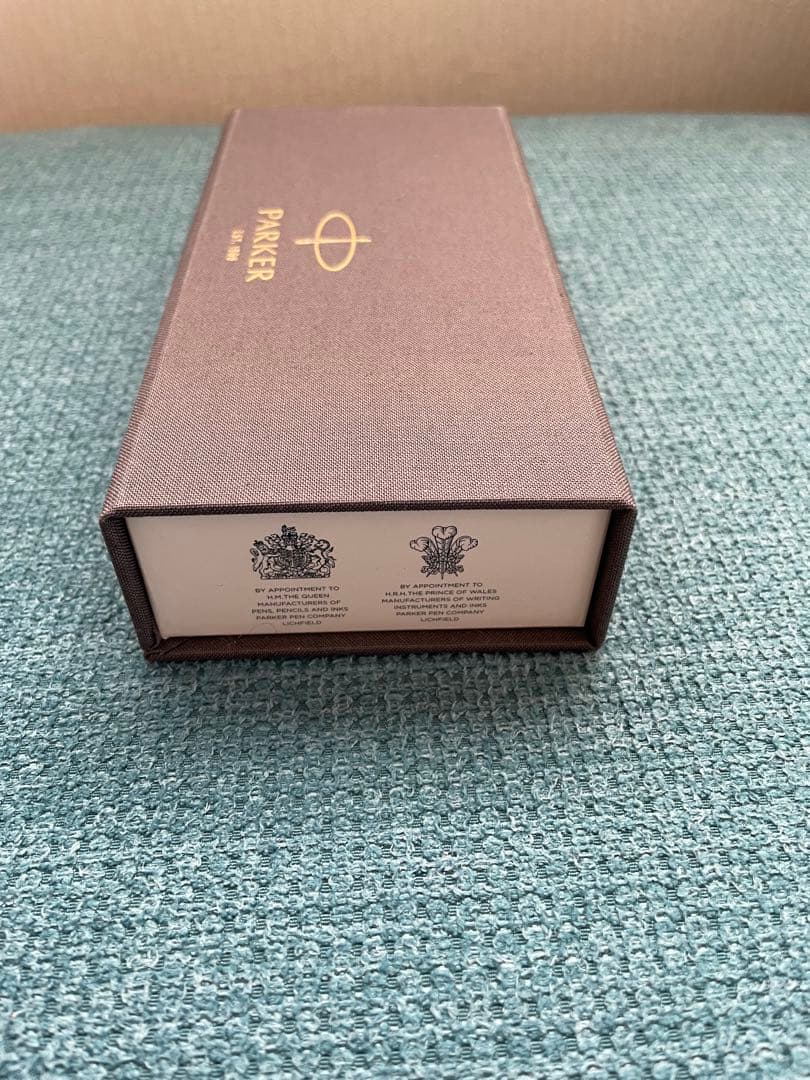 PARKER
EST. 1888
BY APPOINTMENT TO
H.M.THE QUEEN
MANUFACTURERS OF
PENS, PENCILS AND INKS
PARKER PEN COMPANY
LICHFIELD
BY APPOINTMENT TO
H.R.H.THE PRINCE OF WALES
MANUFACTURERS OF WRITING
INSTRUMENTS AND INKS
PARKER PEN COMPANY
LICHFIELD